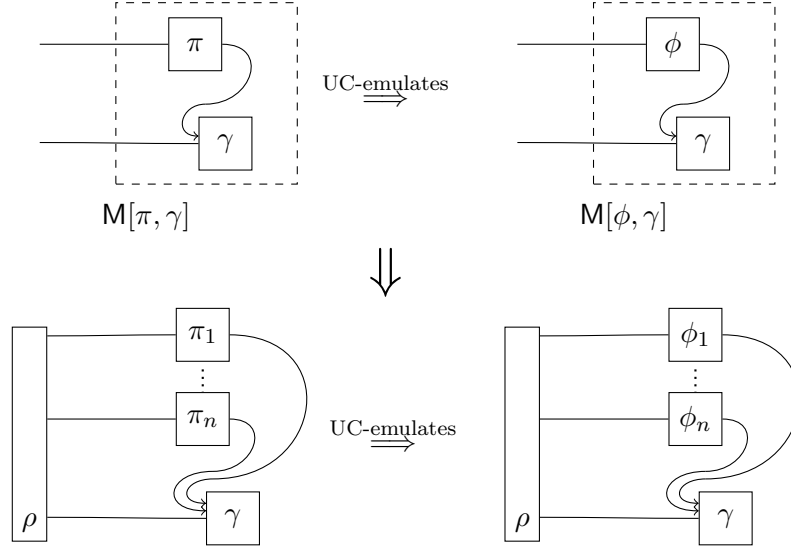 π ϕ
UC-emulates
⟹
γ γ
M[π, γ] M[ϕ, γ]
⇓
π₁ ϕ₁
⋮ ⋮
πₙ UC-emulates ϕₙ
⟹
ρ γ ρ γ